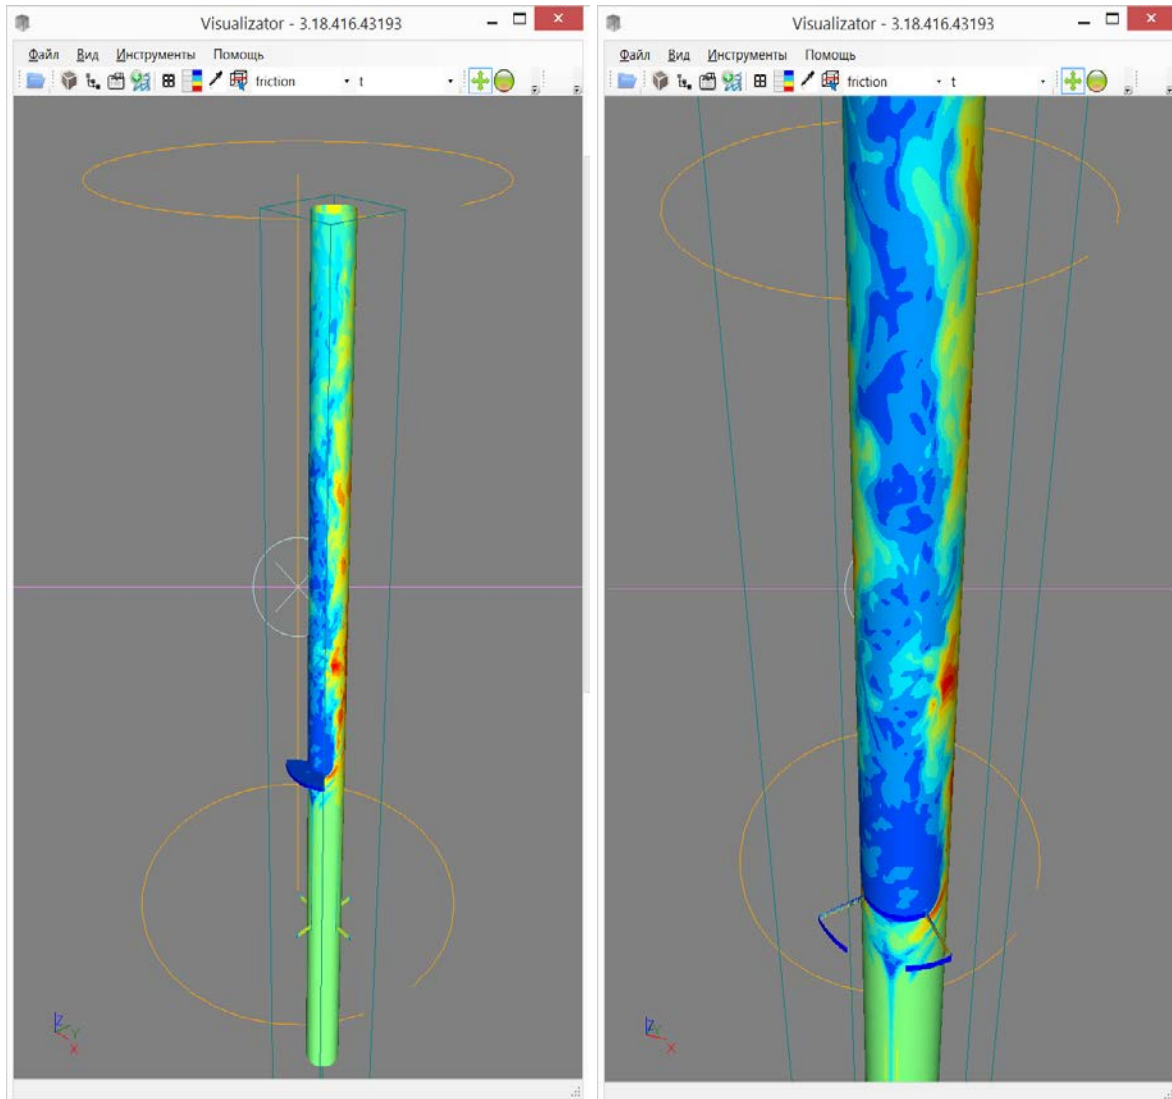 Visualizator - 3.18.416.43193
Файл Вид Инструменты Помощь
friction t
Z
Y
X
Visualizator - 3.18.416.43193
Файл Вид Инструменты Помощь
friction t
Z
Y
X